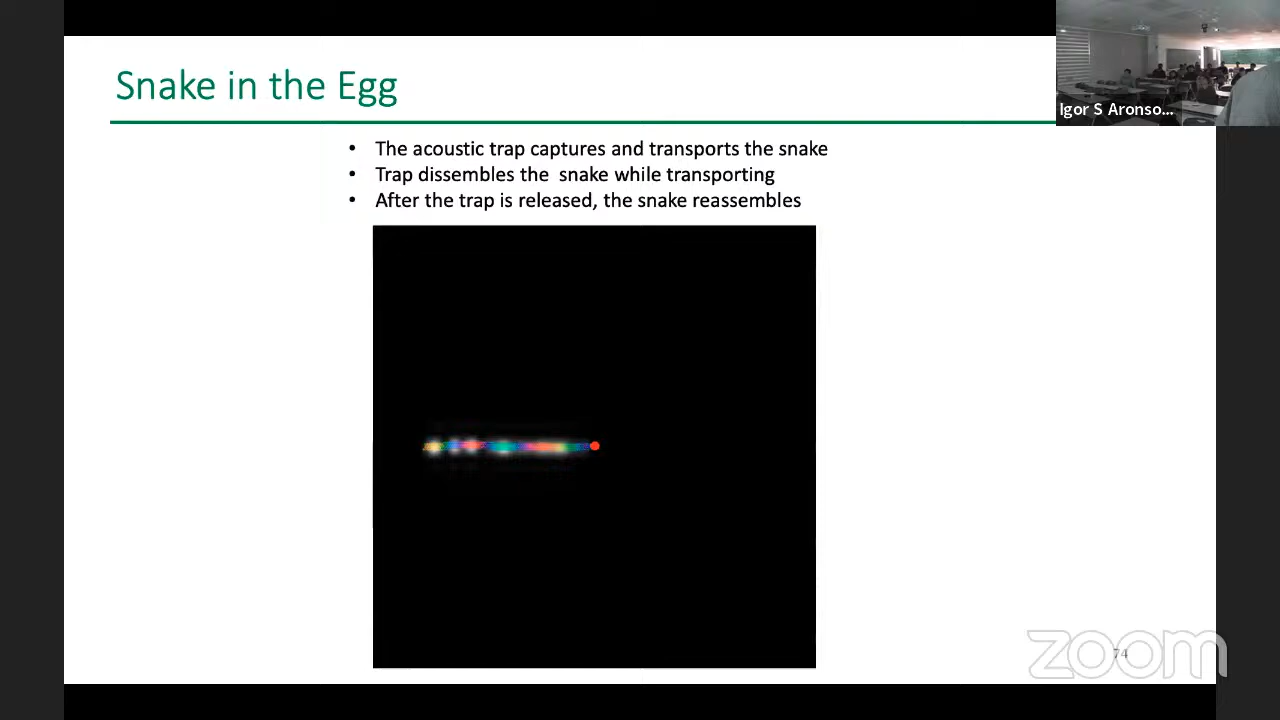 Snake in the Egg
Igor S Aronso...
• The acoustic trap captures and transports the snake
• Trap dissembles the snake while transporting
• After the trap is released, the snake reassembles
zoom
74